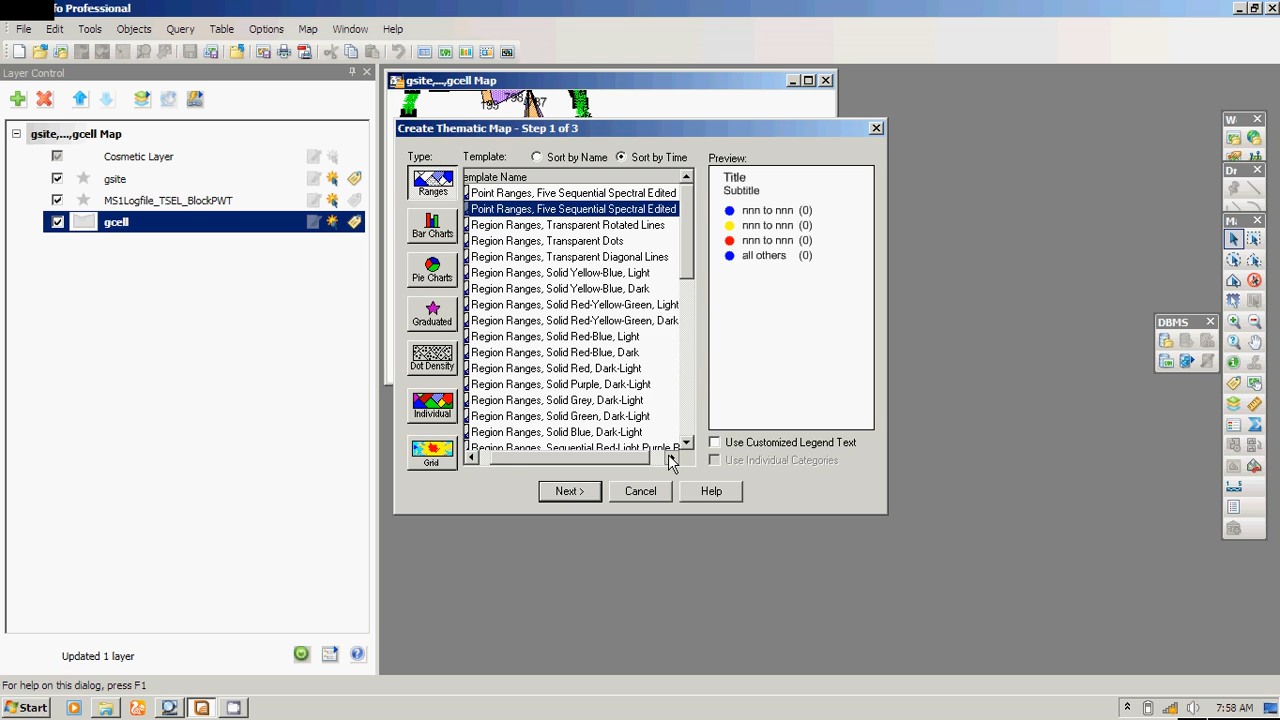 fo Professional
File Edit Tools Objects Query Table Options Map Window Help
Layer Control
gsite,...,gcell Map
Cosmetic Layer
gsite
MS1Logfile_TSEL_BlockPWT
gcell
Updated 1 layer
For help on this dialog, press F1
gsite,...,gcell Map
Create Thematic Map - Step 1 of 3
Type:
Ranges
Bar Charts
Pie Charts
Graduated
Dot Density
Individual
Grid
Template: Sort by Name Sort by Time
emplate Name
Point Ranges, Five Sequential Spectral Edited
Point Ranges, Five Sequential Spectral Edited
Region Ranges, Transparent Rotated Lines
Region Ranges, Transparent Dots
Region Ranges, Transparent Diagonal Lines
Region Ranges, Solid Yellow-Blue, Light
Region Ranges, Solid Yellow-Blue, Dark
Region Ranges, Solid Red-Yellow-Green, Light
Region Ranges, Solid Red-Yellow-Green, Dark
Region Ranges, Solid Red-Blue, Light
Region Ranges, Solid Red-Blue, Dark
Region Ranges, Solid Red, Dark-Light
Region Ranges, Solid Purple, Dark-Light
Region Ranges, Solid Grey, Dark-Light
Region Ranges, Solid Green, Dark-Light
Region Ranges, Solid Blue, Dark-Light
Region Ranges, Sequential Red-Light Purple
Preview:
Title
Subtitle
nnn to nnn (0)
nnn to nnn (0)
nnn to nnn (0)
all others (0)
Use Customized Legend Text
Use Individual Categories
Next >
Cancel
Help
DBMS
Start
7:58 AM